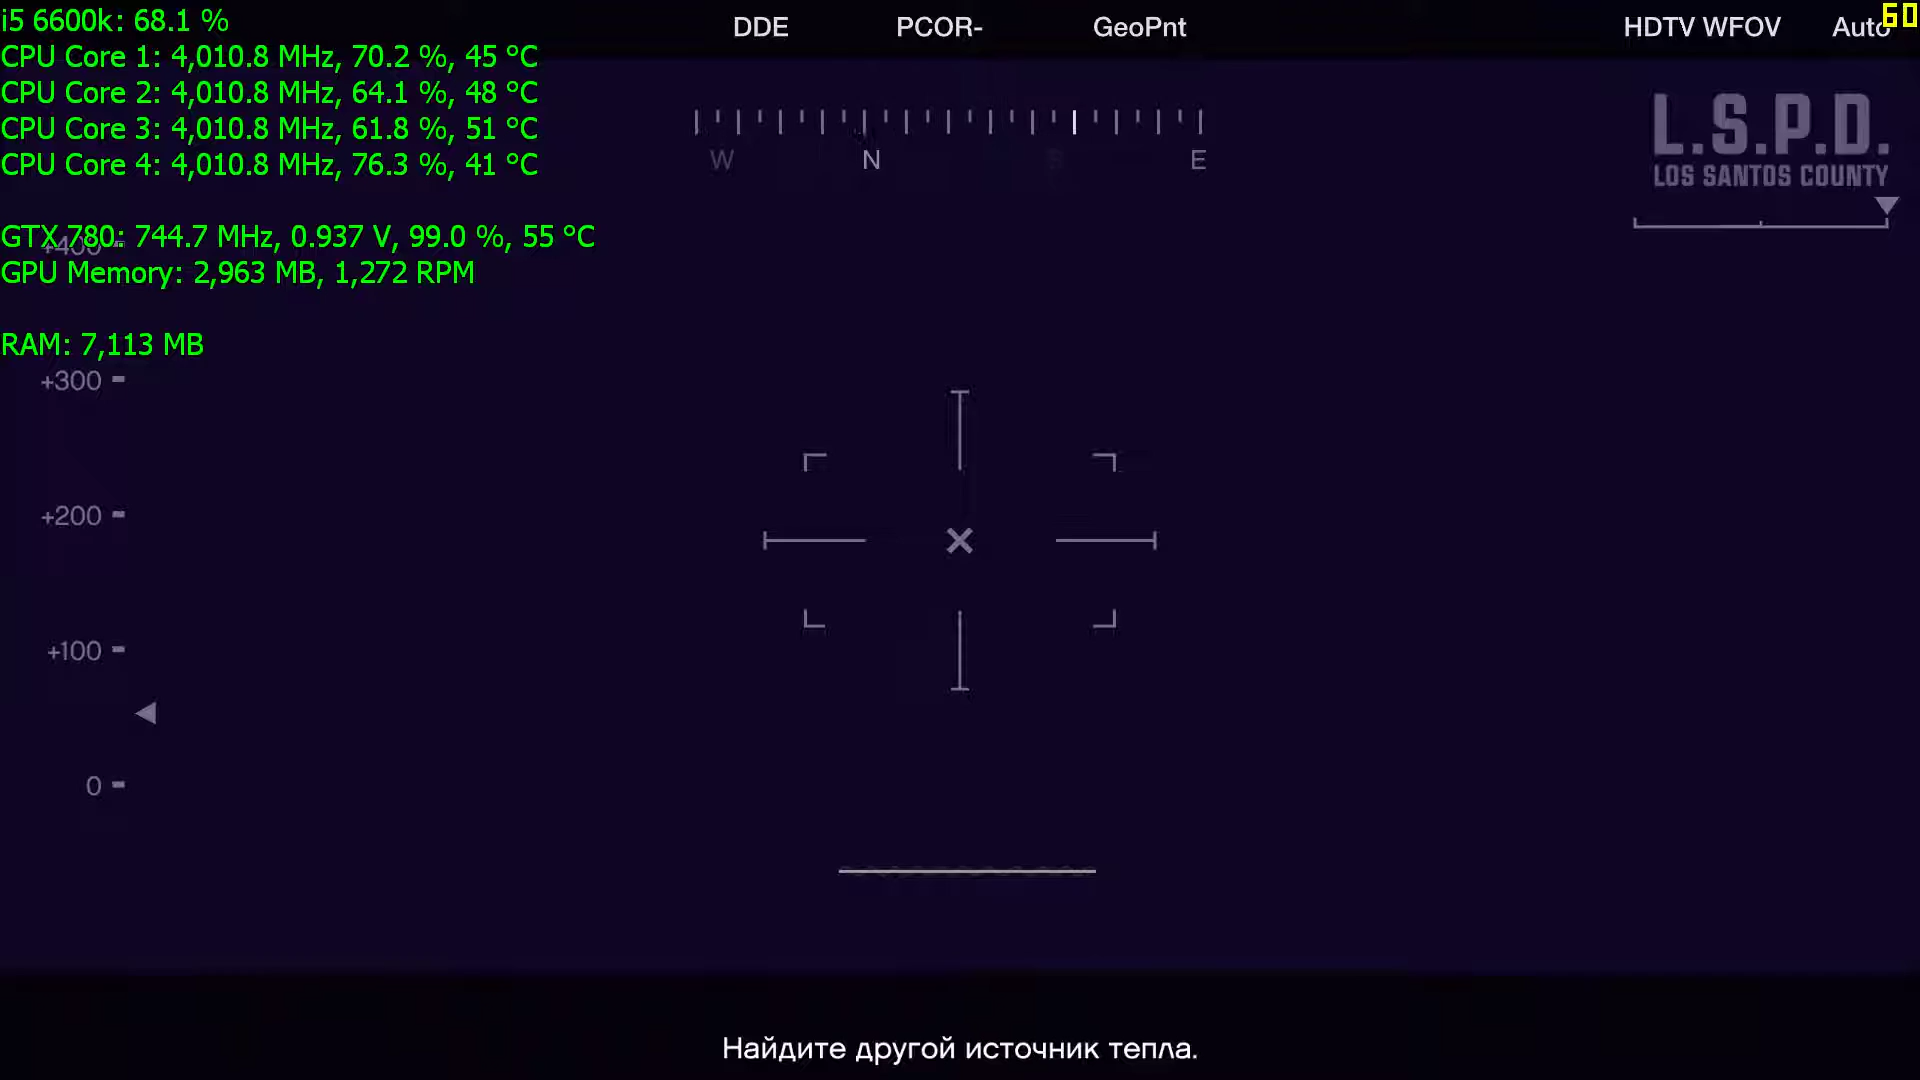 i5 6600k: 68.1 %
CPU Core 1: 4,010.8 MHz, 70.2 %, 45 °C
CPU Core 2: 4,010.8 MHz, 64.1 %, 48 °C
CPU Core 3: 4,010.8 MHz, 61.8 %, 51 °C
CPU Core 4: 4,010.8 MHz, 76.3 %, 41 °C
GTX 780: 744.7 MHz, 0.937 V, 99.0 %, 55 °C
GPU Memory: 2,963 MB, 1,272 RPM
RAM: 7,113 MB
DDE PCOR- GeoPnt
HDTV WFOV Auto
60
W N S E
L.S.P.D.
LOS SANTOS COUNTY
+400
+300
+200
+100
0
Найдите другой источник тепла.